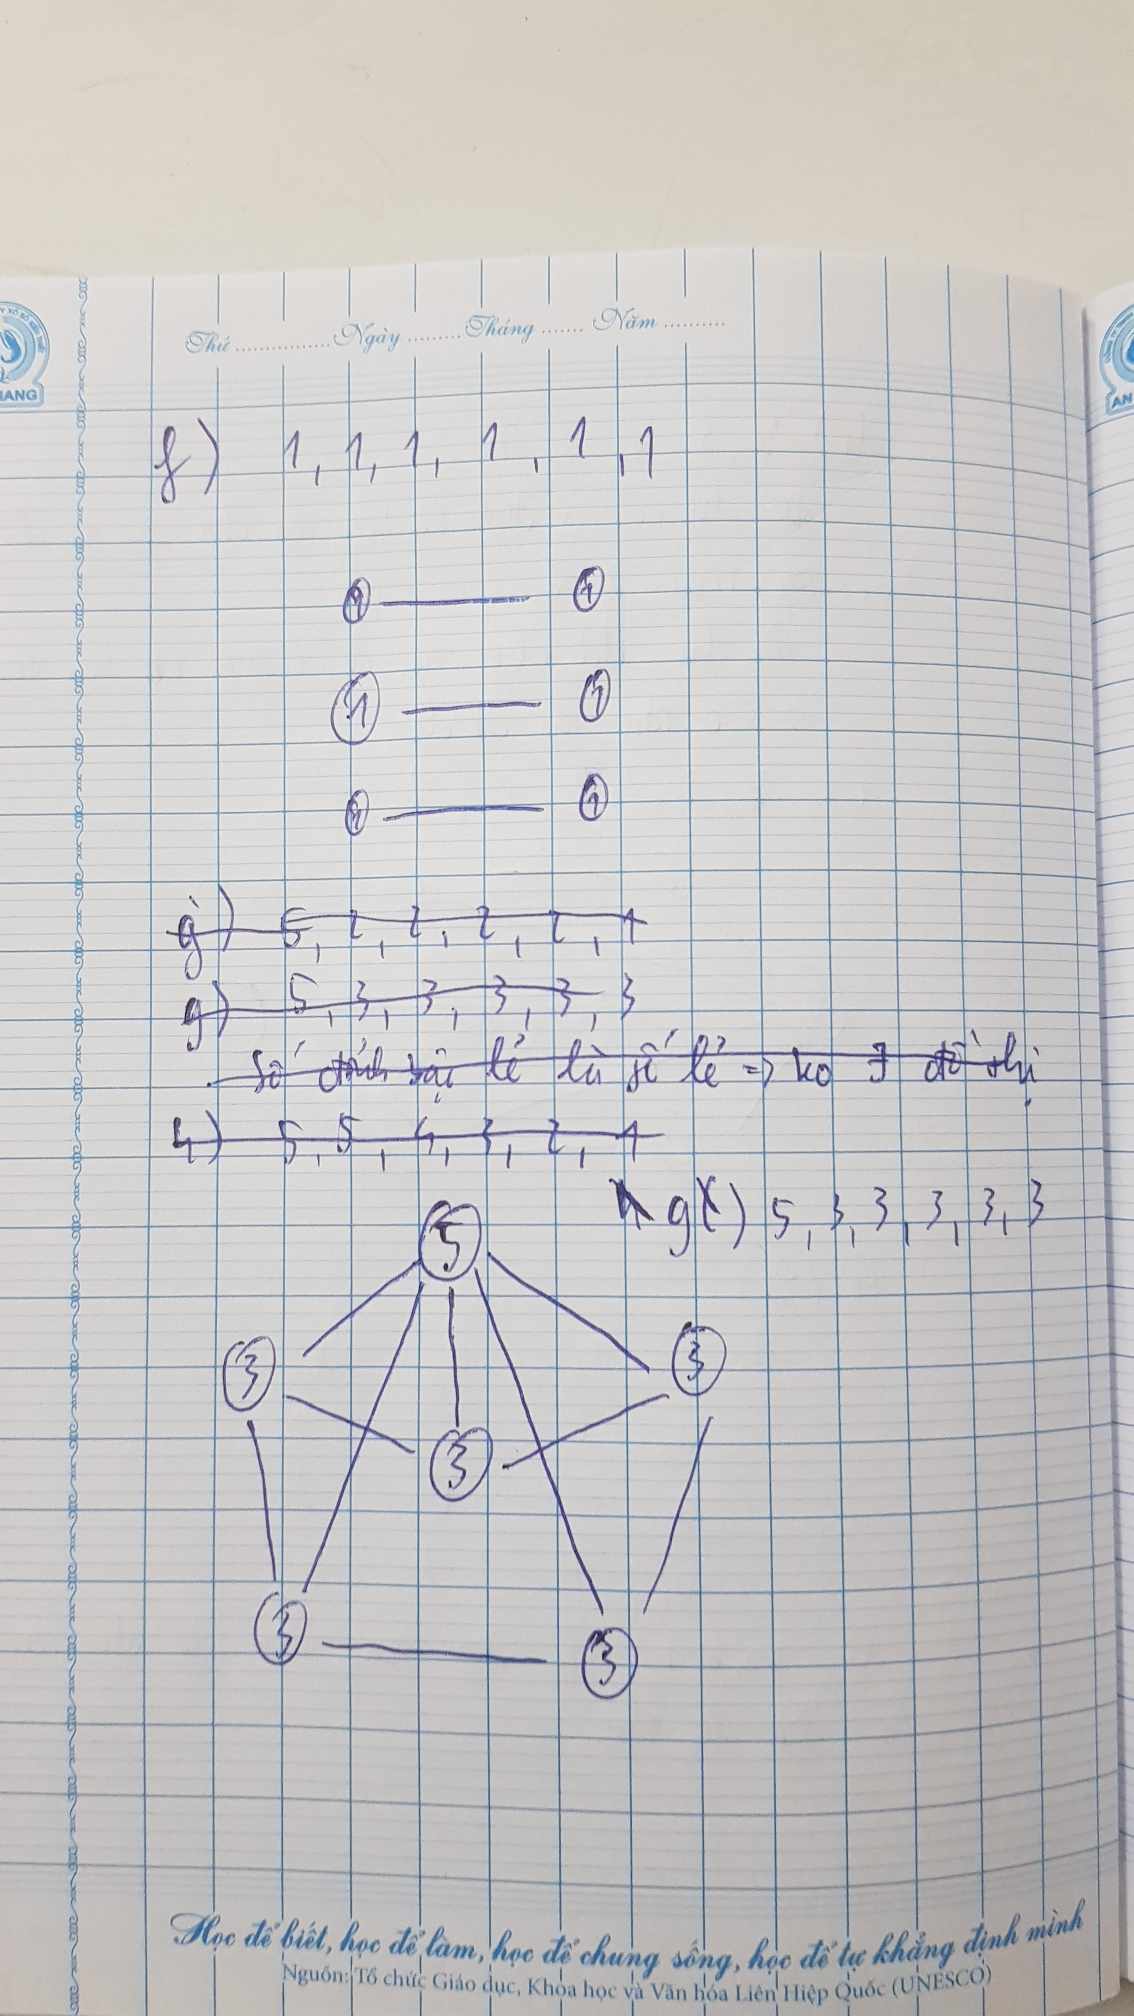 Thứ ............... Ngày ......... Tháng ....... Năm ..........
ANG
AN
f) 1, 1, 1, 1, 1, 1
1 1
1 1
1 1
g) 5, 2, 2, 2, 2, 1
g) 5, 3, 3, 3, 3, 3
Số đỉnh bậc lẻ là số lẻ => ko ∃ đồ thị
h) 5, 5, 4, 3, 2, 1
g) 5, 3, 3, 3, 3, 3
5
3 3
3
3 3
Học để biết, học để làm, học để chung sống, học để tự khẳng định mình
Nguồn: Tổ chức Giáo dục, Khoa học và Văn hóa Liên Hiệp Quốc (UNESCO)